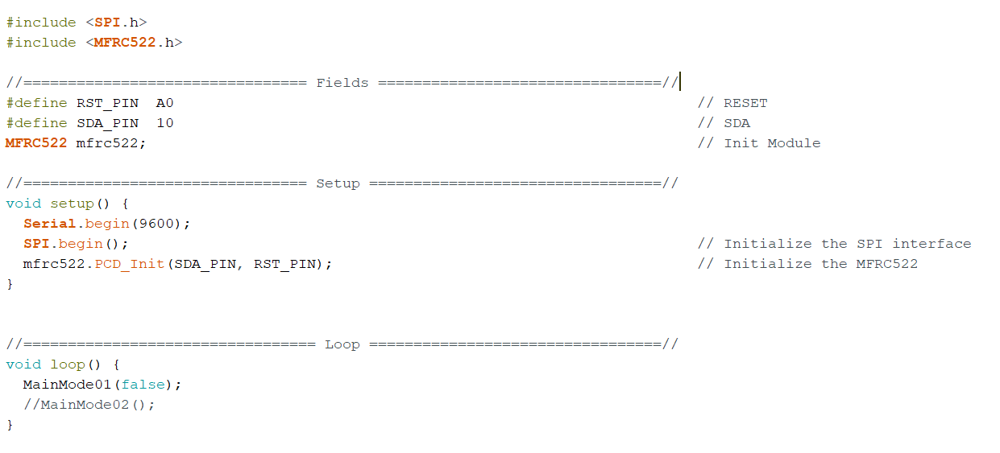 #include <SPI.h>
#include <MFRC522.h>
//================================ Fields ================================//
#define RST_PIN  A0                                                           // RESET
#define SDA_PIN  10                                                           // SDA
MFRC522 mfrc522;                                                              // Init Module
//================================ Setup =================================//
void setup() {
  Serial.begin(9600);
  SPI.begin();                                                                // Initialize the SPI interface
  mfrc522.PCD_Init(SDA_PIN, RST_PIN);                                         // Initialize the MFRC522
}
//================================= Loop =================================//
void loop() {
  MainMode01(false);
  //MainMode02();
}